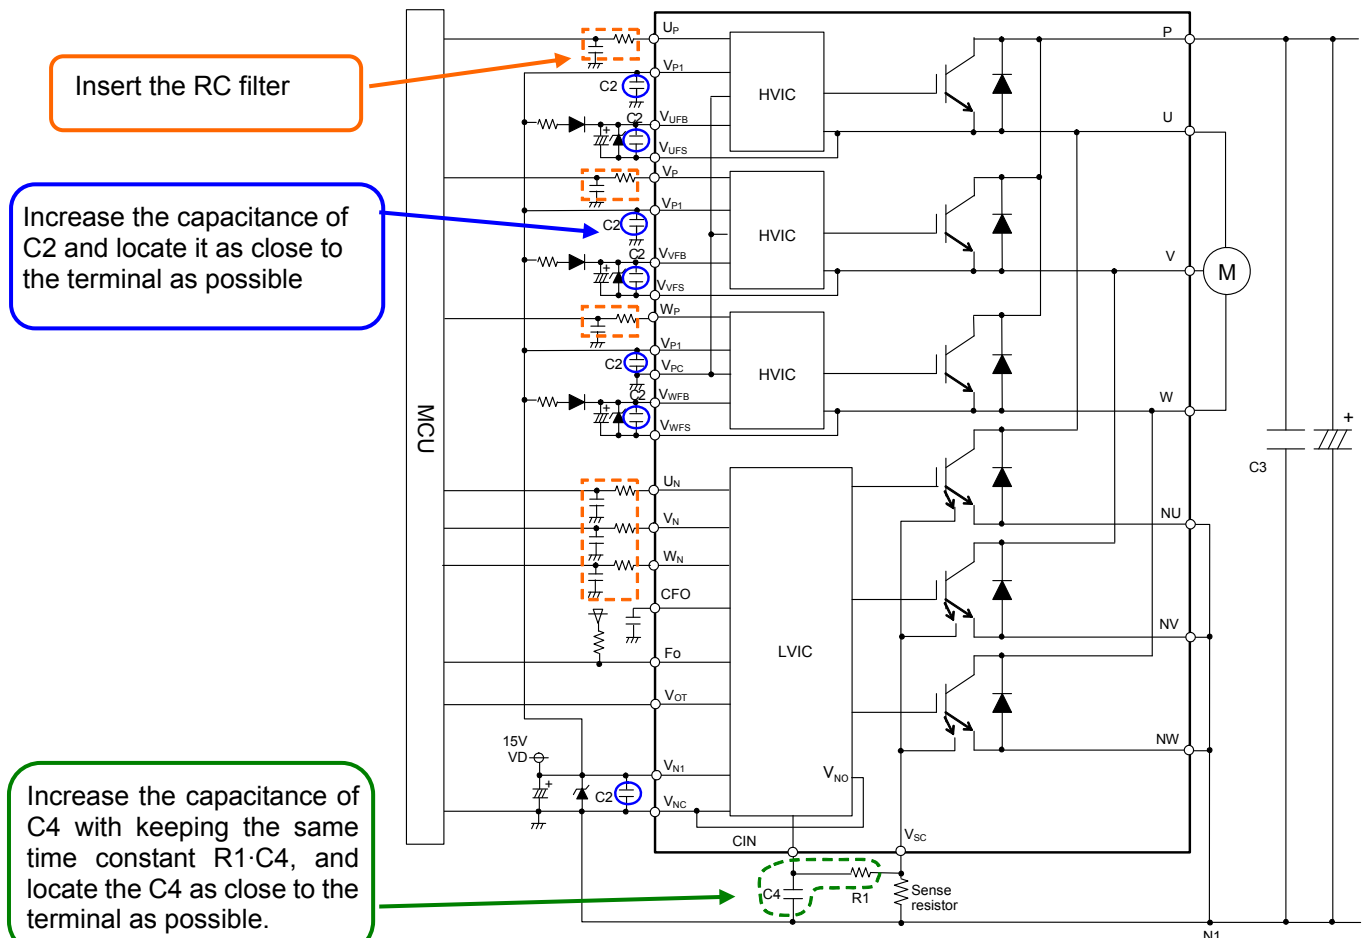 Insert the RC filter
Increase the capacitance of
C2 and locate it as close to
the terminal as possible
Increase the capacitance of
C4 with keeping the same
time constant R1·C4, and
locate the C4 as close to the
terminal as possible.
MCU
UP
VP1
C2
C2
VUFB
VUFS
VP
VP1
C2
C2
VVFB
VVFS
WP
VP1
C2
VPC
C2
VWFB
VWFS
UN
VN
WN
CFO
Fo
VOT
15V
VD
VN1
C2
VNC
HVIC
HVIC
HVIC
LVIC
VNO
CIN
VSC
C4
R1
Sense
resistor
P
U
V
M
W
NU
NV
NW
C3
+
N1